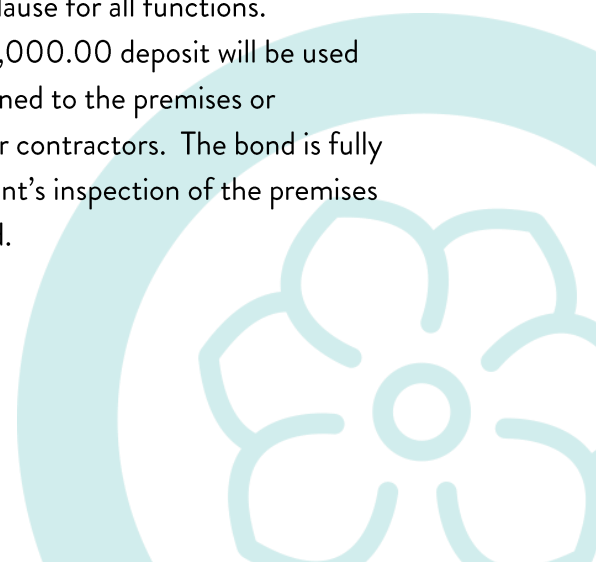 lause for all functions.
,000.00 deposit will be used
ned to the premises or
r contractors. The bond is fully
nt's inspection of the premises
d.